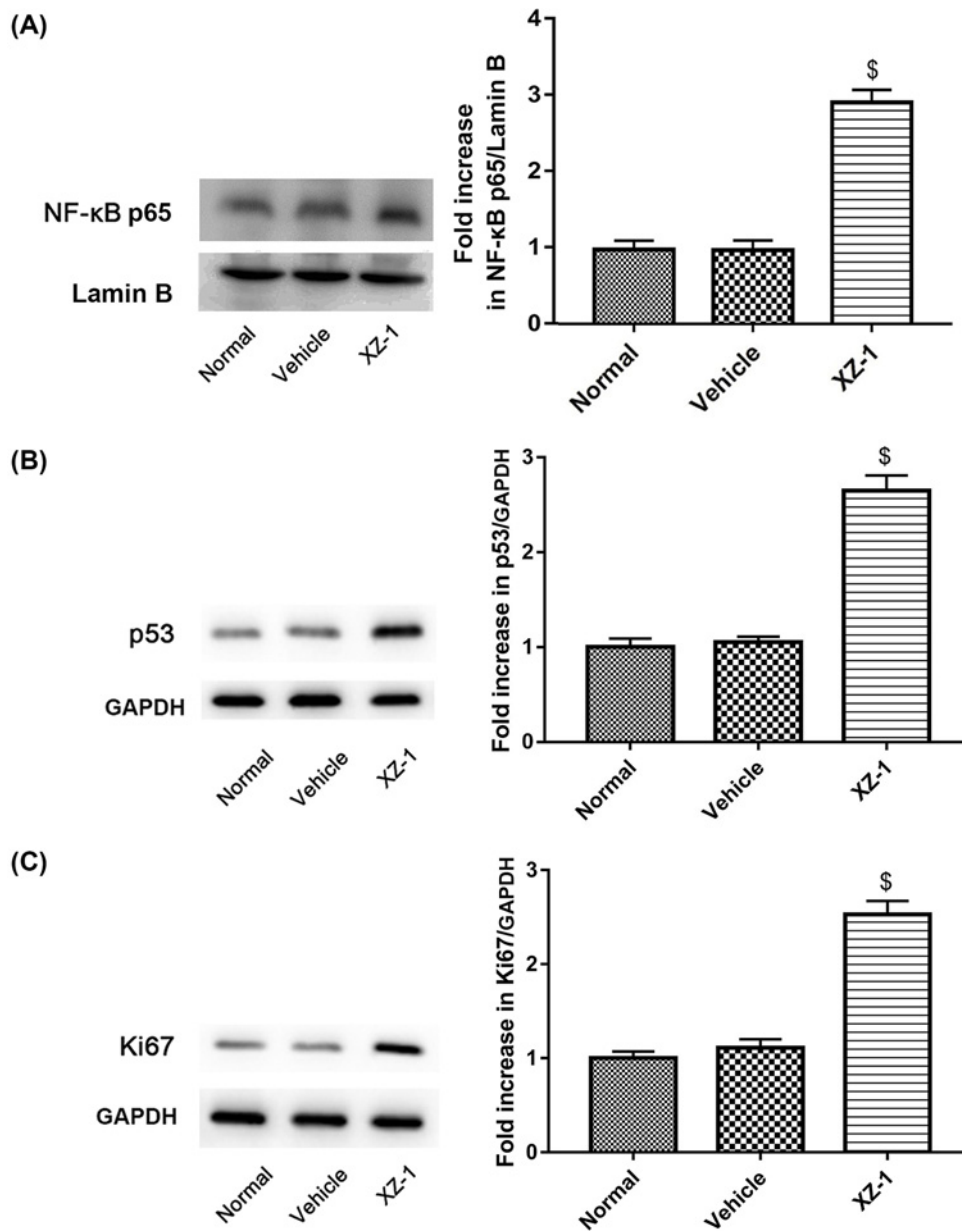 (A)
NF-κB p65
Lamin B
Normal
Vehicle
XZ-1
Fold increase
in NF-κB p65/Lamin B
4
3
2
1
0
$
Normal
Vehicle
XZ-1
(B)
p53
GAPDH
Normal
Vehicle
XZ-1
Fold increase in p53/GAPDH
3
2
1
0
$
Normal
Vehicle
XZ-1
(C)
Ki67
GAPDH
Normal
Vehicle
XZ-1
Fold increase in Ki67/GAPDH
3
2
1
0
$
Normal
Vehicle
XZ-1